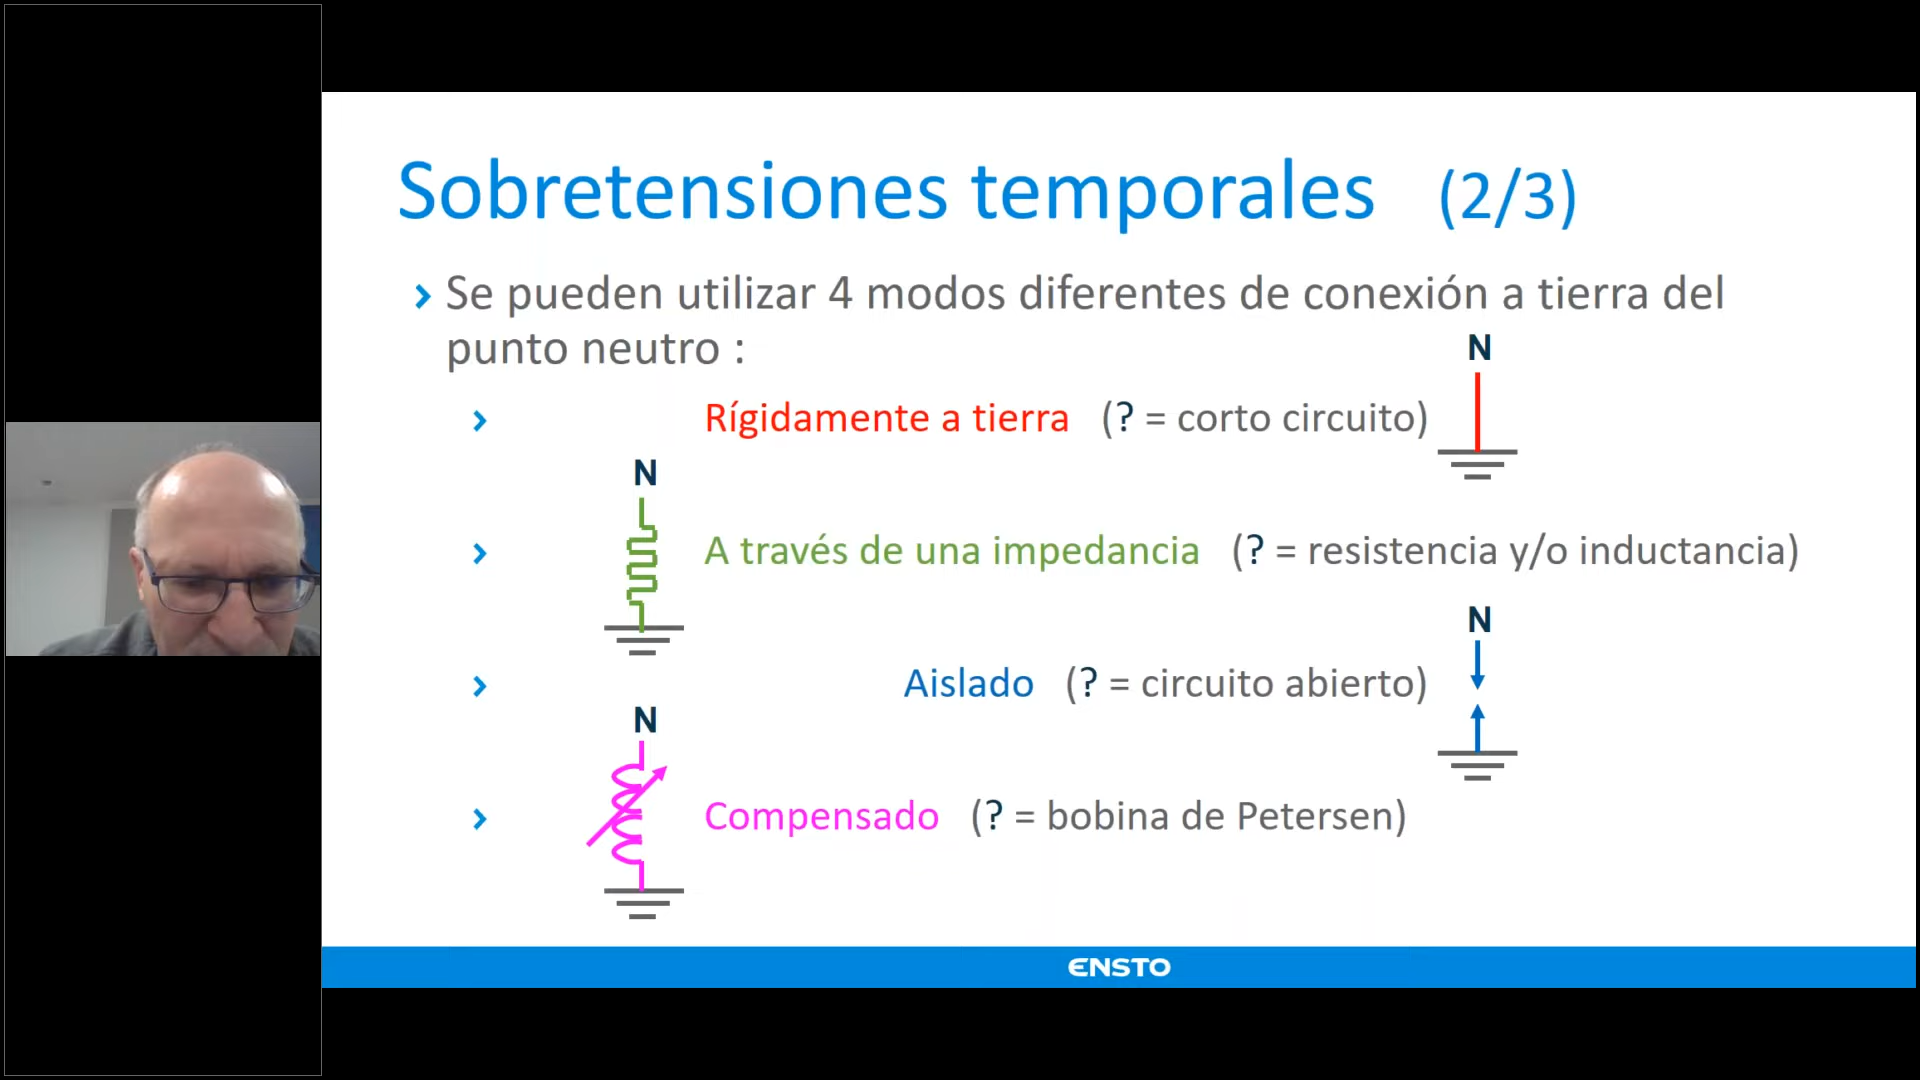 Sobretensiones temporales (2/3)
› Se pueden utilizar 4 modos diferentes de conexión a tierra del
punto neutro :
N
› Rígidamente a tierra (? = corto circuito)
N
› A través de una impedancia (? = resistencia y/o inductancia)
N
› Aislado (? = circuito abierto)
N
› Compensado (? = bobina de Petersen)
ENSTO